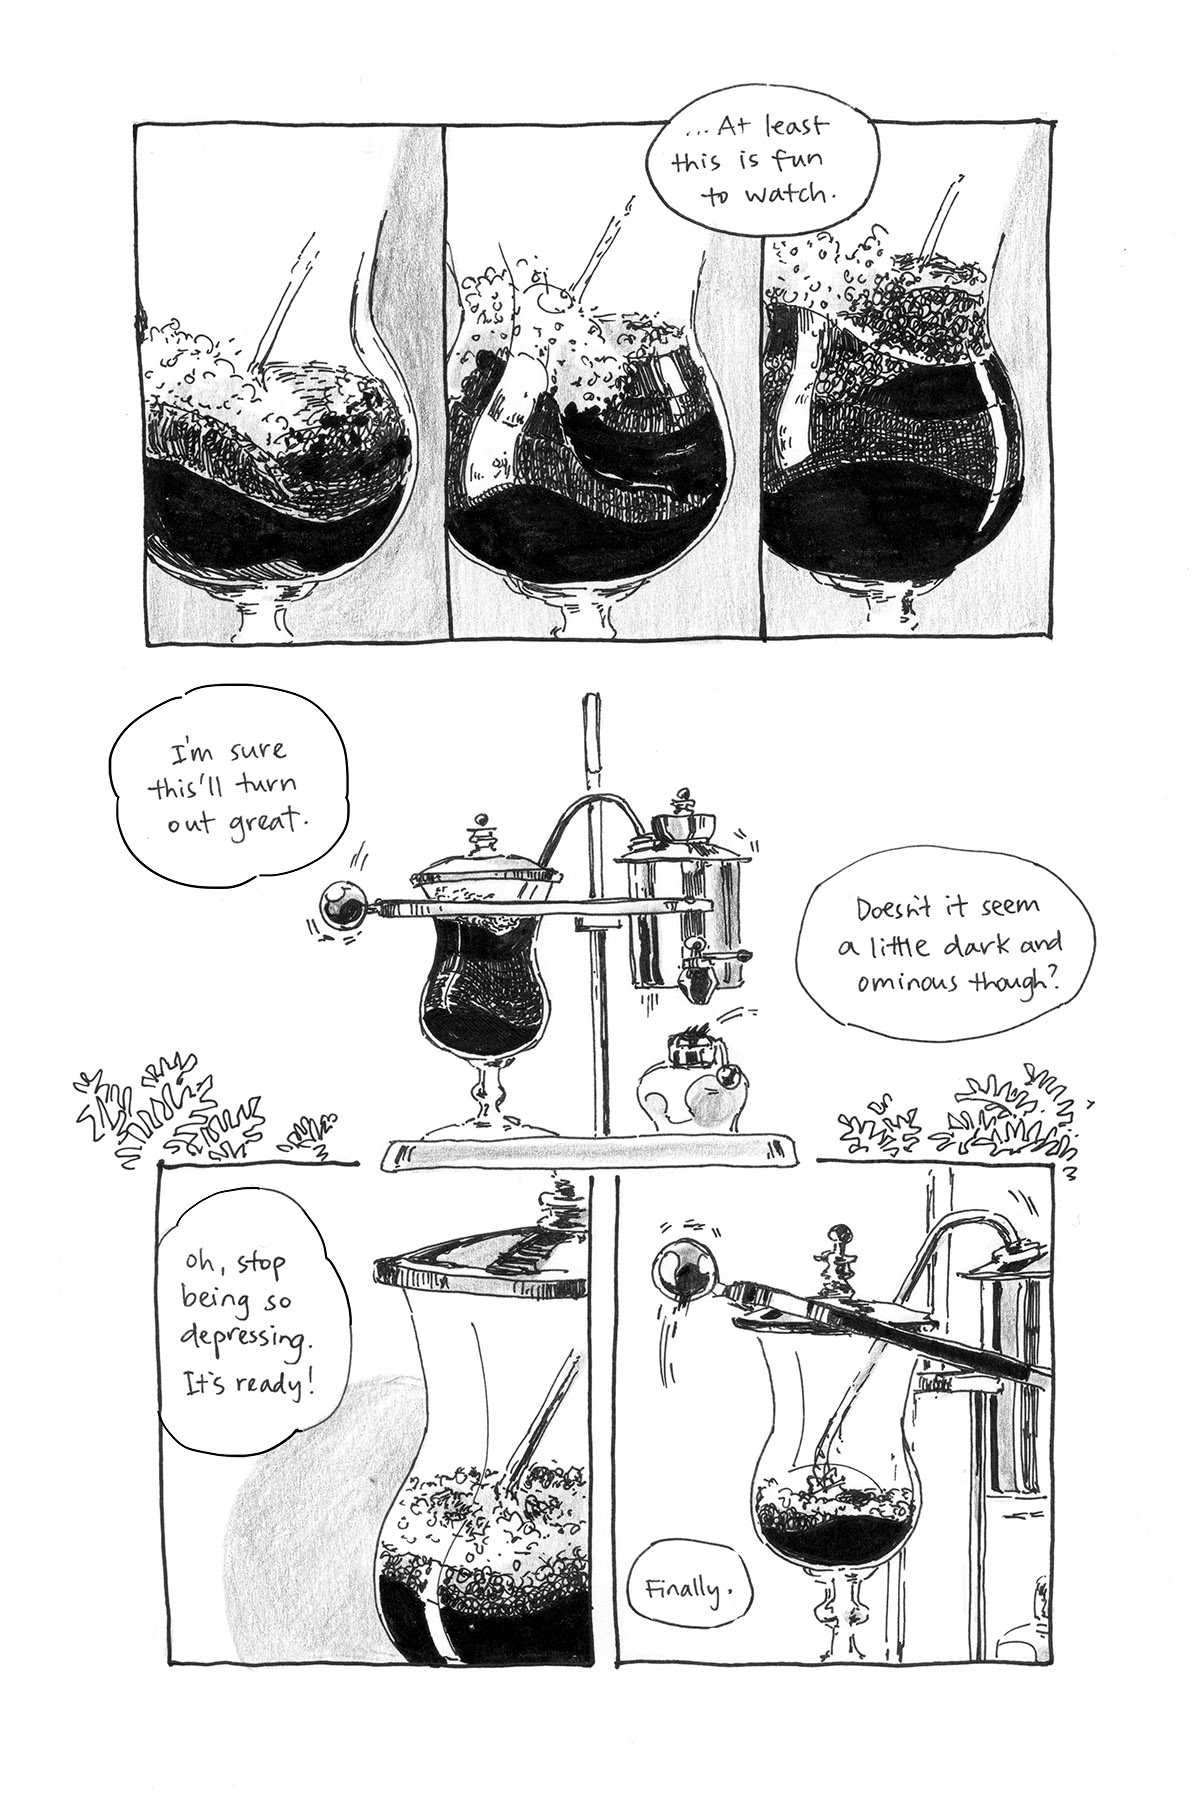 ...At least
this is fun
to watch.
I'm sure
this'll turn
out great.
Doesn't it seem
a little dark and
ominous though?
oh, stop
being so
depressing.
It's ready!
Finally.